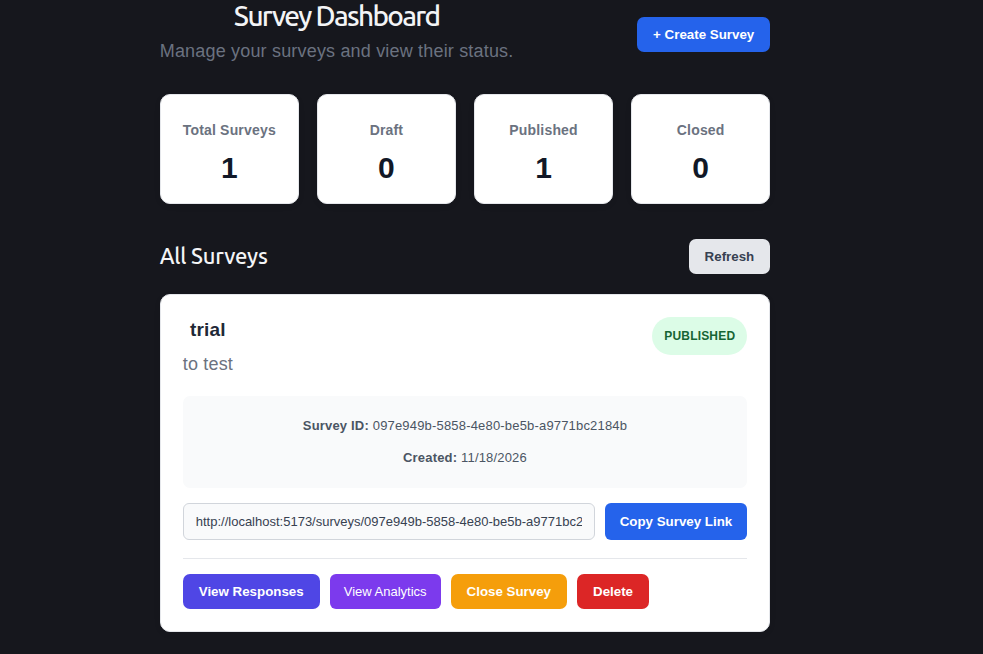 Survey Dashboard
Manage your surveys and view their status.
+ Create Survey
Total Surveys
1
Draft
0
Published
1
Closed
0
All Surveys
Refresh
trial
PUBLISHED
to test
Survey ID: 097e949b-5858-4e80-be5b-a9771bc2184b
Created: 11/18/2026
http://localhost:5173/surveys/097e949b-5858-4e80-be5b-a9771bc2
Copy Survey Link
View Responses
View Analytics
Close Survey
Delete